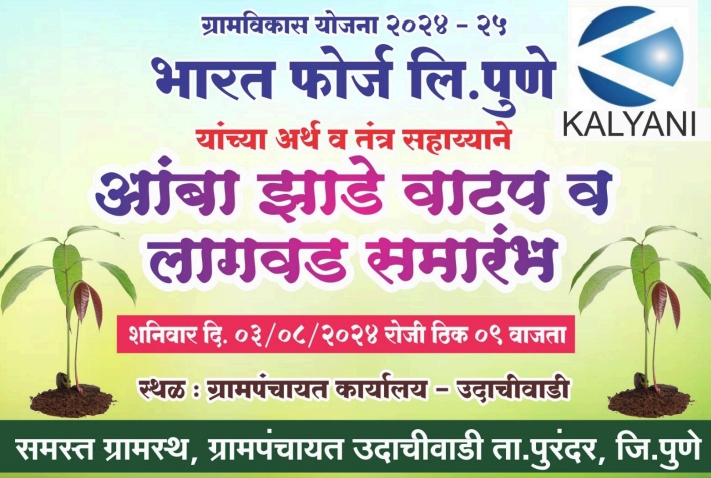 ग्रामविकास योजना २०२४ - २५
भारत फोर्ज लि.पुणे
KALYANI
यांच्या अर्थ व तंत्र सहाय्याने
आंबा झाडे वाटप व
लागवड समारंभ
शनिवार दि. ०३/०८/२०२४ रोजी ठिक ०९ वाजता
स्थळ : ग्रामपंचायत कार्यालय - उदाचीवाडी
समस्त ग्रामस्थ, ग्रामपंचायत उदाचीवाडी ता.पुरंदर, जि.पुणे